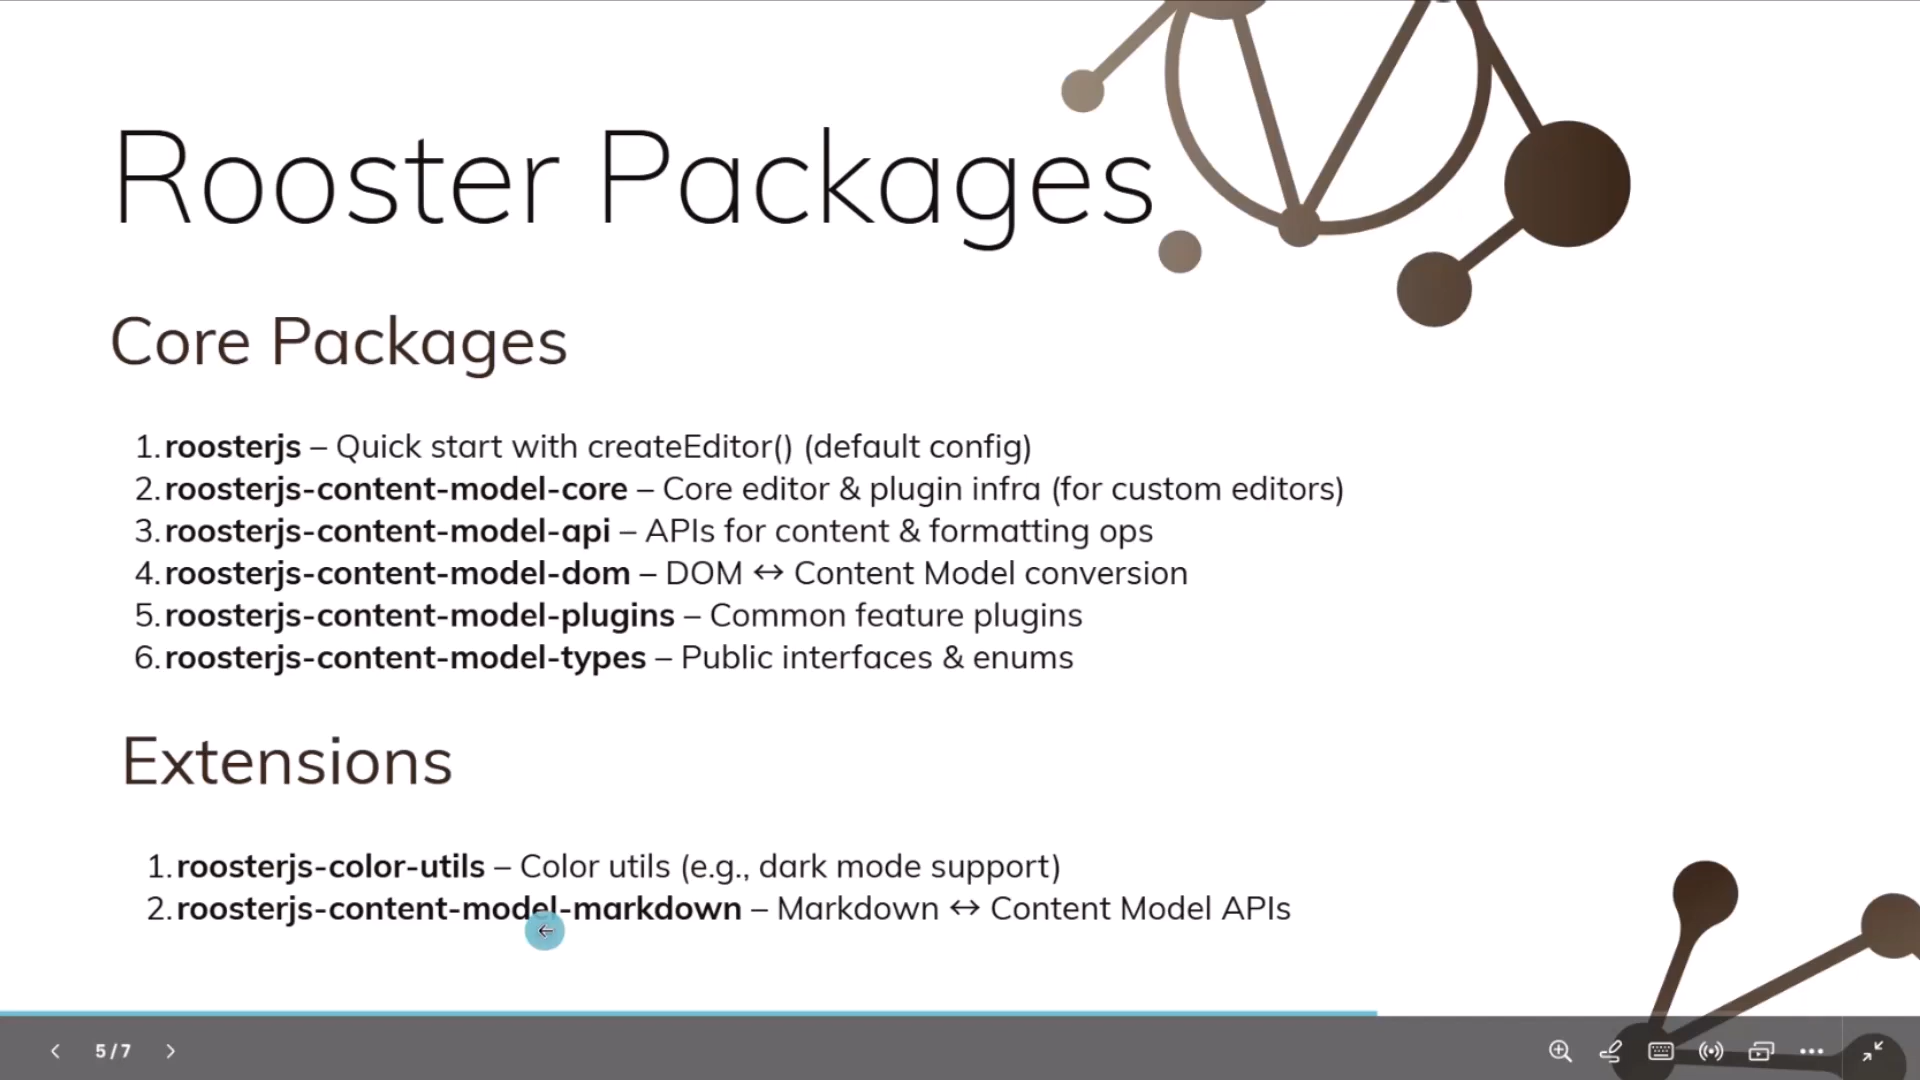 Rooster Packages
Core Packages
1. roosterjs – Quick start with createEditor() (default config)
2. roosterjs-content-model-core – Core editor & plugin infra (for custom editors)
3. roosterjs-content-model-api – APIs for content & formatting ops
4. roosterjs-content-model-dom – DOM ↔ Content Model conversion
5. roosterjs-content-model-plugins – Common feature plugins
6. roosterjs-content-model-types – Public interfaces & enums
Extensions
1. roosterjs-color-utils – Color utils (e.g., dark mode support)
2. roosterjs-content-model-markdown – Markdown ↔ Content Model APIs
5 / 7